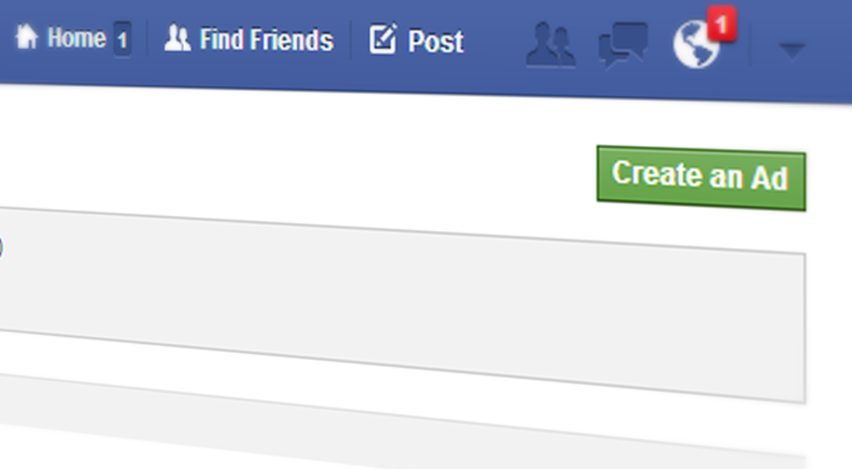 Home 1 Find Friends Post 1
Create an Ad
)